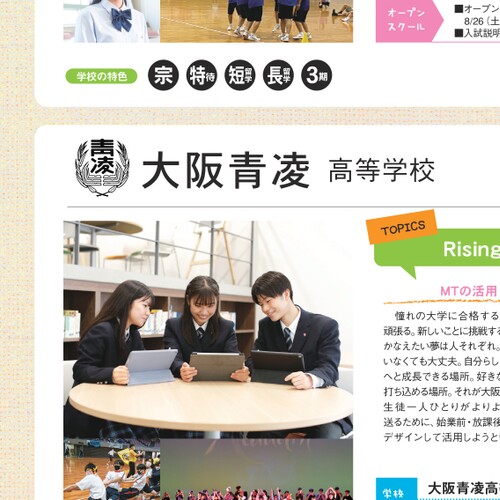 オープン
スクール
■オープン
8/26（土
■入試説明
学校の特色
宗 特待 短留学 長留学 3期
青凌
大阪青凌 高等学校
TOPICS
Rising
MTの活用
憧れの大学に合格する
頑張る。新しいことに挑戦する
かなえたい夢は人それぞれ。
いなくても大丈夫。自分らし
へと成長できる場所。好きな
打ち込める場所。それが大阪
生徒一人ひとりがよりよ
送るために、始業前・放課後
デザインして活用しようとい
学校
大阪青凌高